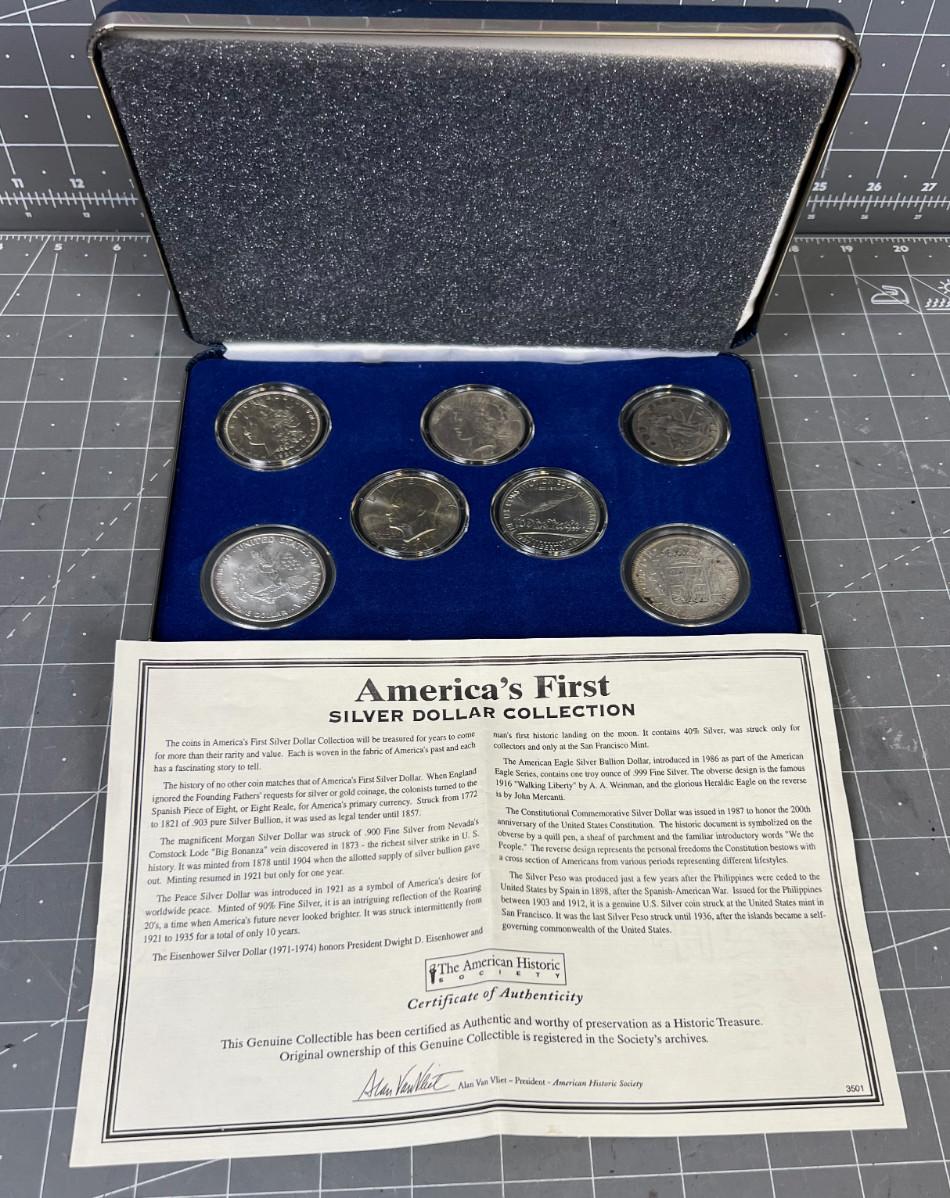 11 12
25 26 27
5 6
19 20
UNITED STATES OF AMERICA
DOLLAR
CONSTITUTION
America's First
SILVER DOLLAR COLLECTION
The coins in America's First Silver Dollar Collection will be treasured for years to come
for more than their rarity and value. Each is woven in the fabric of America's past and each
has a fascinating story to tell.
The history of no other coin matches that of America's First Silver Dollar. When England
ignored the Founding Fathers' requests for silver or gold coinage, the colonists turned to the
Spanish Piece of Eight, or Eight Reale, for America's primary currency. Struck from 1772
to 1821 of .903 pure Silver Bullion, it was used as legal tender until 1857.
The magnificent Morgan Silver Dollar was struck of .900 Fine Silver from Nevada's
Comstock Lode "Big Bonanza" vein discovered in 1873 - the richest silver strike in U. S.
history. It was minted from 1878 until 1904 when the allotted supply of silver bullion gave
out. Minting resumed in 1921 but only for one year.
The Peace Silver Dollar was introduced in 1921 as a symbol of America's desire for
worldwide peace. Minted of 90% Fine Silver, it is an intriguing reflection of the Roaring
20's, a time when America's future never looked brighter. It was struck intermittently from
1921 to 1935 for a total of only 10 years.
The Eisenhower Silver Dollar (1971-1974) honors President Dwight D. Eisenhower and
man's first historic landing on the moon. It contains 40% Silver, was struck only for
collectors and only at the San Francisco Mint.
The American Eagle Silver Bullion Dollar, introduced in 1986 as part of the American
Eagle Series, contains one troy ounce of .999 Fine Silver. The obverse design is the famous
1916 "Walking Liberty" by A. A. Weinman, and the glorious Heraldic Eagle on the reverse
is by John Mercanti.
The Constitutional Commemorative Silver Dollar was issued in 1987 to honor the 200th
anniversary of the United States Constitution. The historic document is symbolized on the
obverse by a quill pen, a sheaf of parchment and the familiar introductory words "We the
People." The reverse design represents the personal freedoms the Constitution bestows with
a cross section of Americans from various periods representing different lifestyles.
The Silver Peso was produced just a few years after the Philippines were ceded to the
United States by Spain in 1898, after the Spanish-American War. Issued for the Philippines
between 1903 and 1912, it is a genuine U.S. Silver coin struck at the United States mint in
San Francisco. It was the last Silver Peso struck until 1936, after the islands became a self-
governing commonwealth of the United States.
The American Historic
SOCIETY
Certificate of Authenticity
This Genuine Collectible has been certified as Authentic and worthy of preservation as a Historic Treasure.
Original ownership of this Genuine Collectible is registered in the Society's archives.
Alan Van Vliet Alan Van Vliet – President - American Historic Society
3501